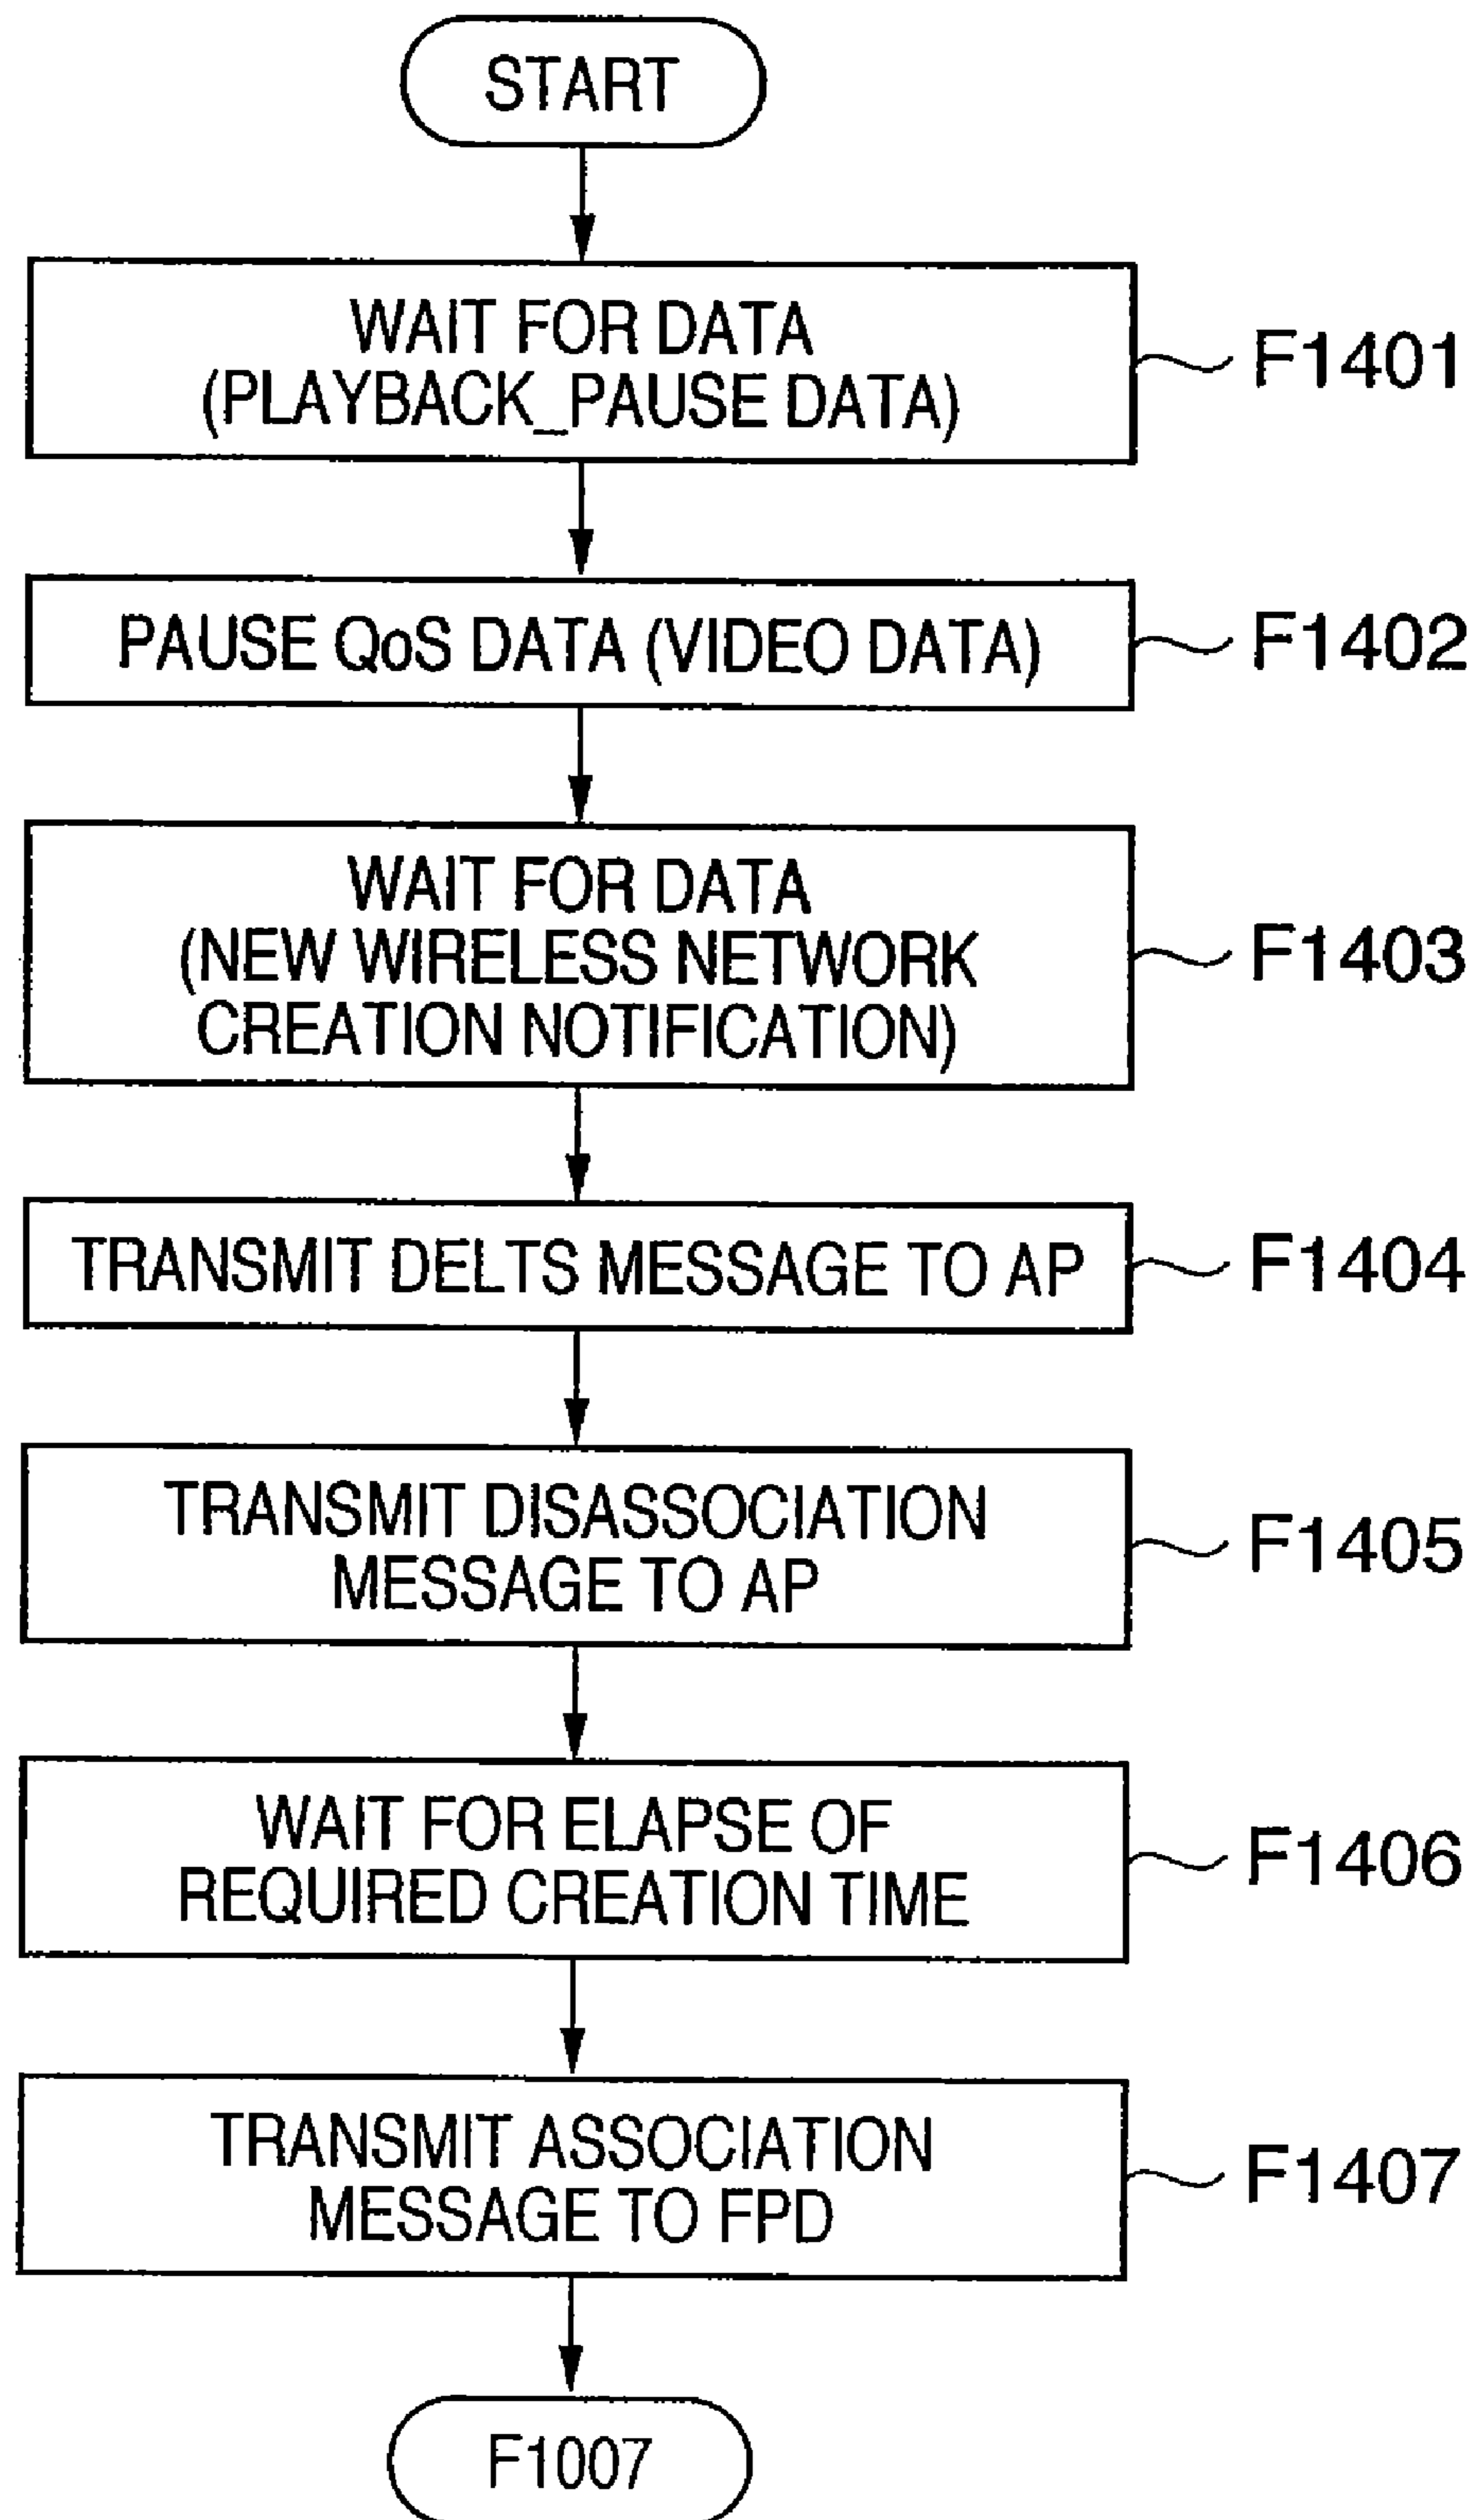 START
WAIT FOR DATA
(PLAYBACK_PAUSE DATA)
F1401
PAUSE QoS DATA (VIDEO DATA)
F1402
WAIT FOR DATA
(NEW WIRELESS NETWORK
CREATION NOTIFICATION)
F1403
TRANSMIT DELTS MESSAGE TO AP
F1404
TRANSMIT DISASSOCIATION
MESSAGE TO AP
F1405
WAIT FOR ELAPSE OF
REQUIRED CREATION TIME
F1406
TRANSMIT ASSOCIATION
MESSAGE TO FPD
F1407
F1007